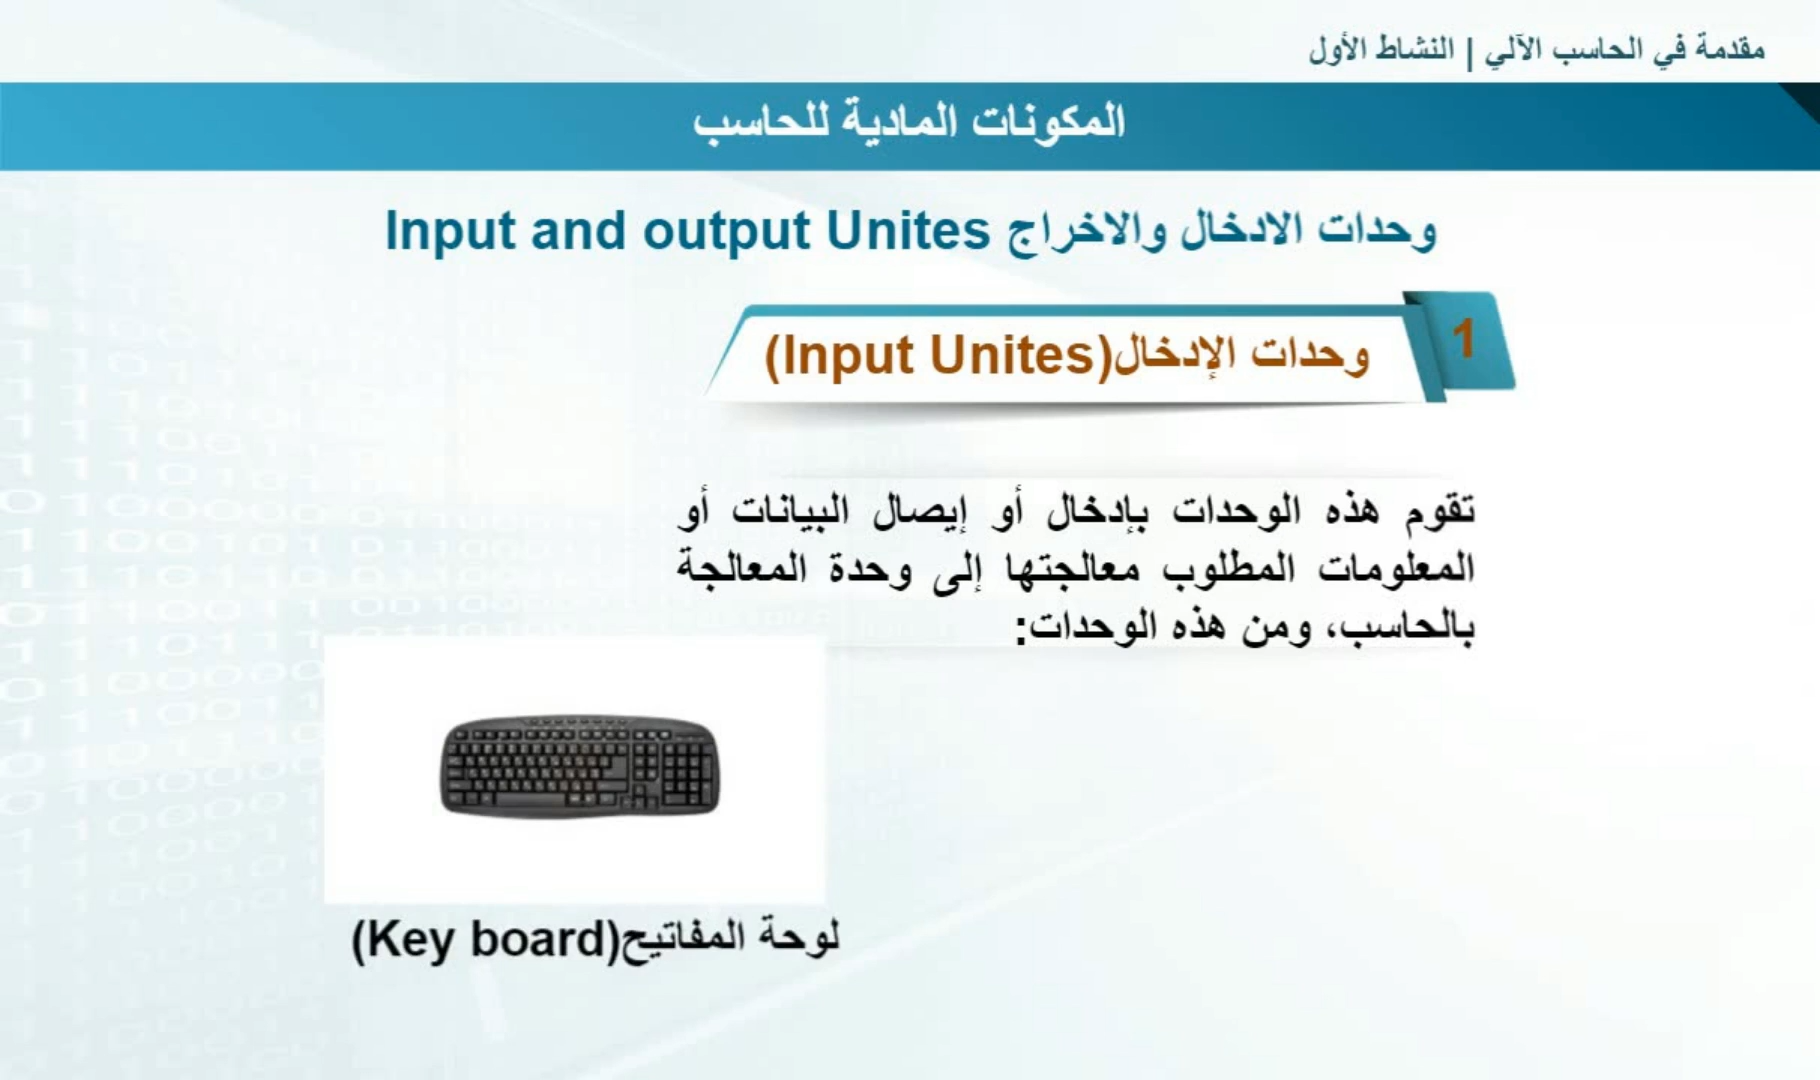 مقدمة في الحاسب الآلي | النشاط الأول
المكونات المادية للحاسب
وحدات الادخال والاخراج Input and output Unites
1
وحدات الإدخال(Input Unites)
تقوم هذه الوحدات بإدخال أو إيصال البيانات أو
المعلومات المطلوب معالجتها إلى وحدة المعالجة
بالحاسب، ومن هذه الوحدات:
لوحة المفاتيح(Key board)